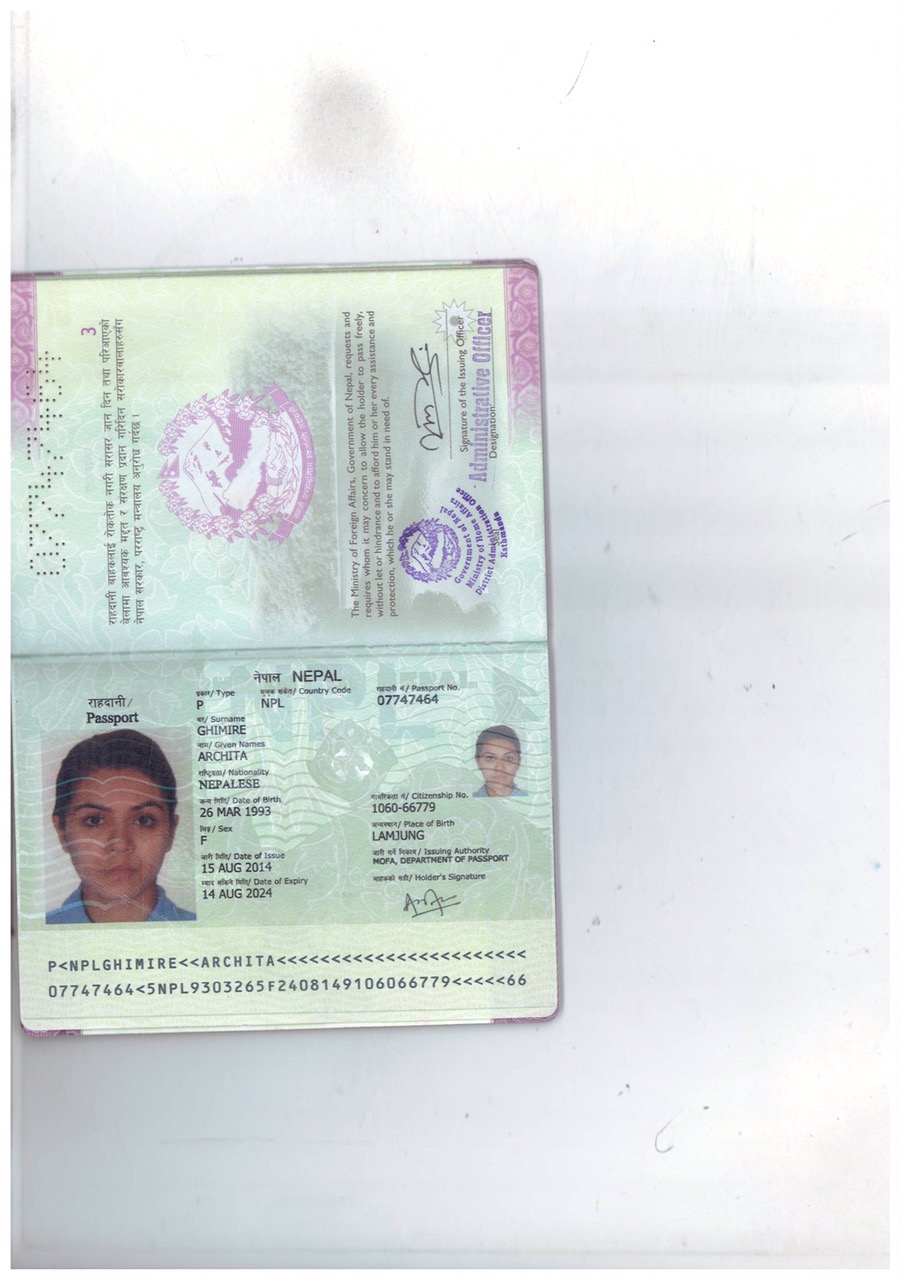 07747464
3
राहदानी बाहकलाई रोकतोक नगरी सरासर जान दिन तथा परिआएको
बेलामा आवश्यक मद्दत र संरक्षण प्रदान गरिदिन सरोकारवालाहरुसँग
नेपाल सरकार, परराष्ट्र मन्त्रालय अनुरोध गर्दछ ।
The Ministry of Foreign Affairs, Government of Nepal, requests and
requires whom it may concern to allow the holder to pass freely,
without let or hindrance and to afford him or her every assistance and
protection, which he or she may stand in need of.
Signature of the Issuing Officer
Administrative Officer
Designation
Government of Nepal
Ministry of Home Affairs
District Administration Office
Kathmandu
नेपाल NEPAL
राहदानी/
Passport
प्रकार/ Type
P
मुलुक संकेत/ Country Code
NPL
राहदानी नं/ Passport No.
07747464
थर/ Surname
GHIMIRE
नाम/ Given Names
ARCHITA
राष्ट्रियता/ Nationality
NEPALESE
जन्म मिति/ Date of Birth
26 MAR 1993
नागरिकता नं/ Citizenship No.
1060-66779
लिङ्ग/ Sex
F
जन्मस्थान/ Place of Birth
LAMJUNG
जारी मिति/ Date of Issue
15 AUG 2014
जारी गर्ने निकाय/ Issuing Authority
MOFA, DEPARTMENT OF PASSPORT
म्याद सकिने मिति/ Date of Expiry
14 AUG 2024
वाहकको सही/ Holder's Signature
P<NPLGHIMIRE<<ARCHITA<<<<<<<<<<<<<<<<<<<<<<<
07747464<5NPL9303265F24081491060​66779<<<<<66